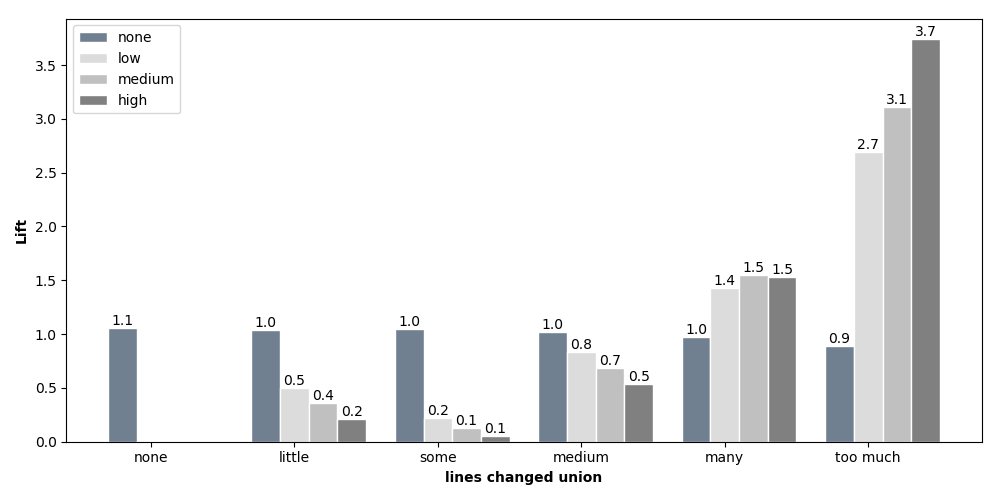 none
low
medium
high
Lift
3.5
3.0
2.5
2.0
1.5
1.0
0.5
0.0
1.1
1.0 0.5 0.4 0.2
1.0 0.2 0.1 0.1
1.0 0.8 0.7 0.5
1.0 1.4 1.5 1.5
0.9 2.7 3.1 3.7
none little some medium many too much
lines changed union